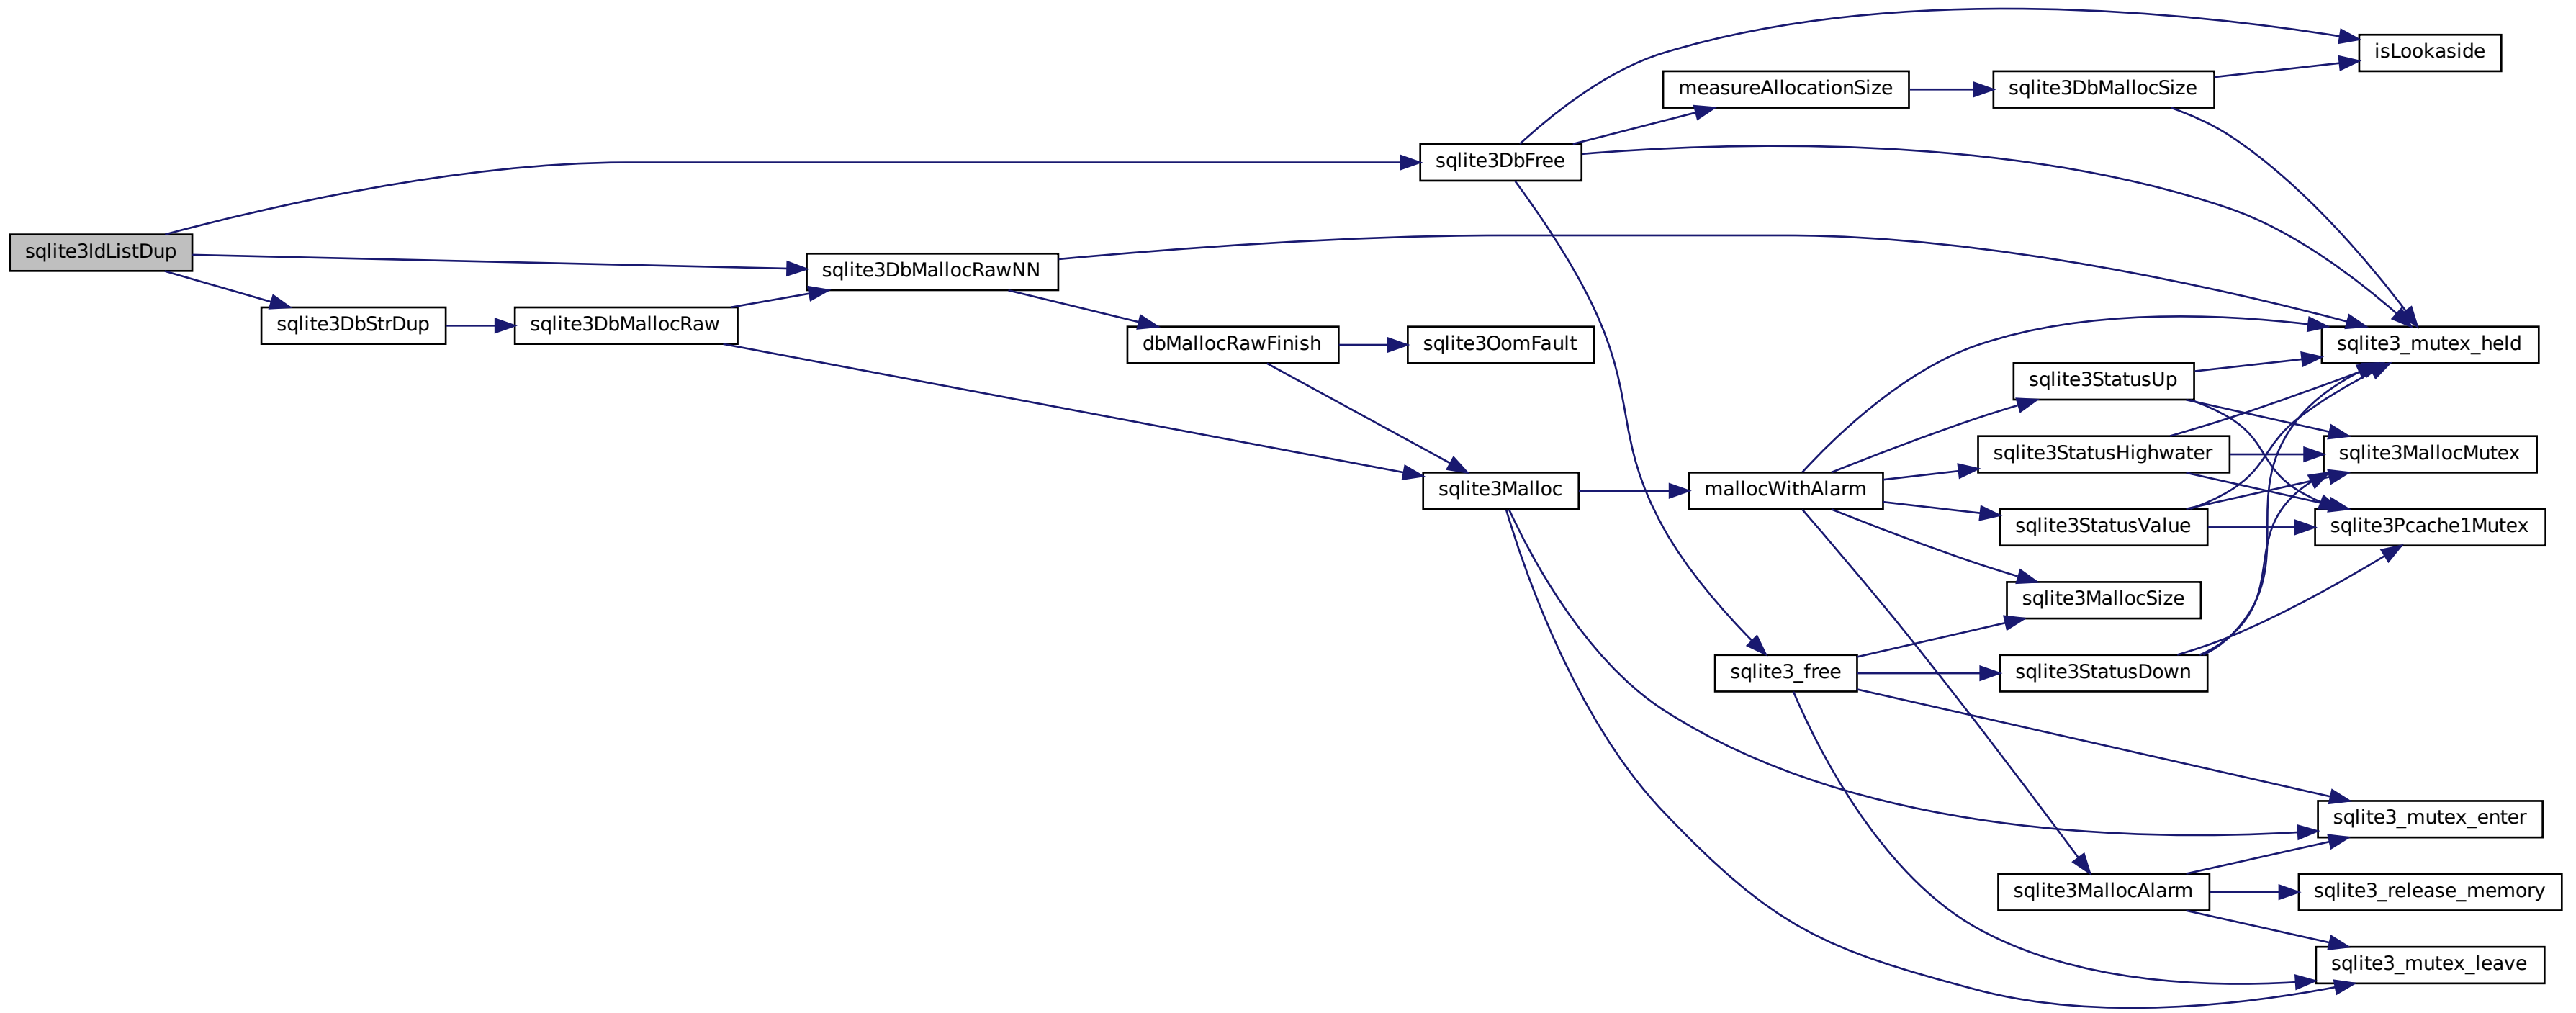 isLookaside
measureAllocationSize
sqlite3DbMallocSize
sqlite3DbFree
sqlite3IdListDup
sqlite3DbMallocRawNN
sqlite3DbStrDup
sqlite3DbMallocRaw
dbMallocRawFinish
sqlite3OomFault
sqlite3_mutex_held
sqlite3StatusUp
sqlite3StatusHighwater
sqlite3MallocMutex
sqlite3Malloc
mallocWithAlarm
sqlite3StatusValue
sqlite3Pcache1Mutex
sqlite3MallocSize
sqlite3_free
sqlite3StatusDown
sqlite3_mutex_enter
sqlite3MallocAlarm
sqlite3_release_memory
sqlite3_mutex_leave